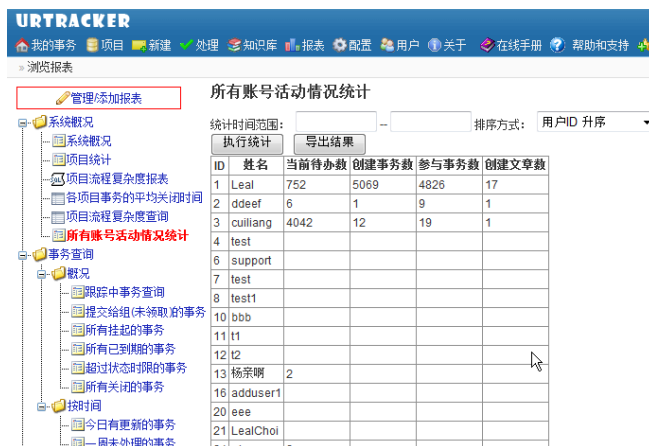 URTRACKER
我的事务 项目 新建 处理 知识库 报表 配置 用户 关于 在线手册 帮助和支持
» 浏览报表
管理/添加报表
系统概况
系统概况
项目统计
项目流程复杂度报表
各项目事务的平均关闭时间
项目流程复杂度查询
所有账号活动情况统计
事务查询
概况
跟踪中事务查询
提交给组(未领取)的事务
所有挂起的事务
所有已到期的事务
超过状态时限的事务
所有关闭的事务
按时间
今日有更新的事务
一周未处理的事务
所有账号活动情况统计
统计时间范围: -- 排序方式: 用户ID 升序
执行统计 导出结果
ID 姓名 当前待办数 创建事务数 参与事务数 创建文章数
1 Leal 752 5069 4826 17
2 ddeef 6 1 9 1
3 cuiliang 4042 12 19 1
4 test
6 support
7 test
8 test1
10 bbb
11 t1
12 t2
13 杨亲啊 2
16 adduser1
20 eee
21 LealChoi